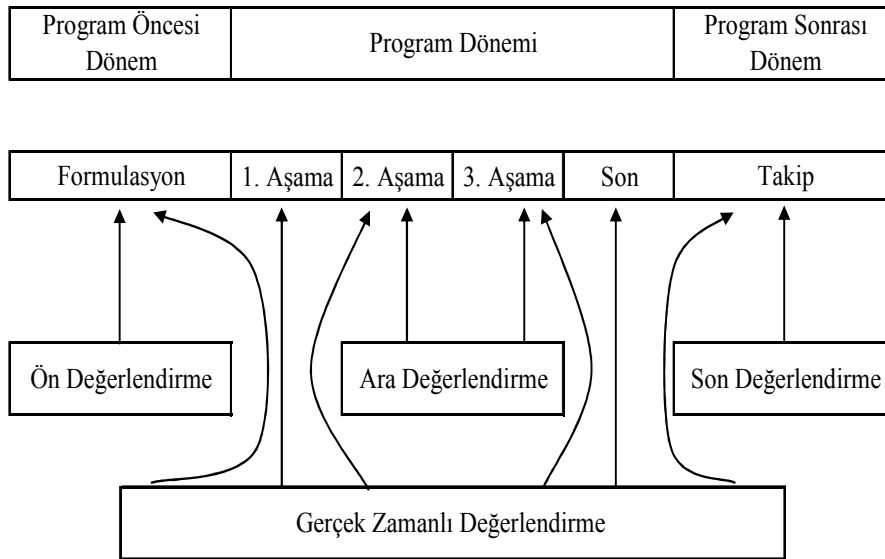 Program Öncesi
Dönem
Program Dönemi
Program Sonrası
Dönem
Formulasyon
1. Aşama
2. Aşama
3. Aşama
Son
Takip
Ön Değerlendirme
Ara Değerlendirme
Son Değerlendirme
Gerçek Zamanlı Değerlendirme